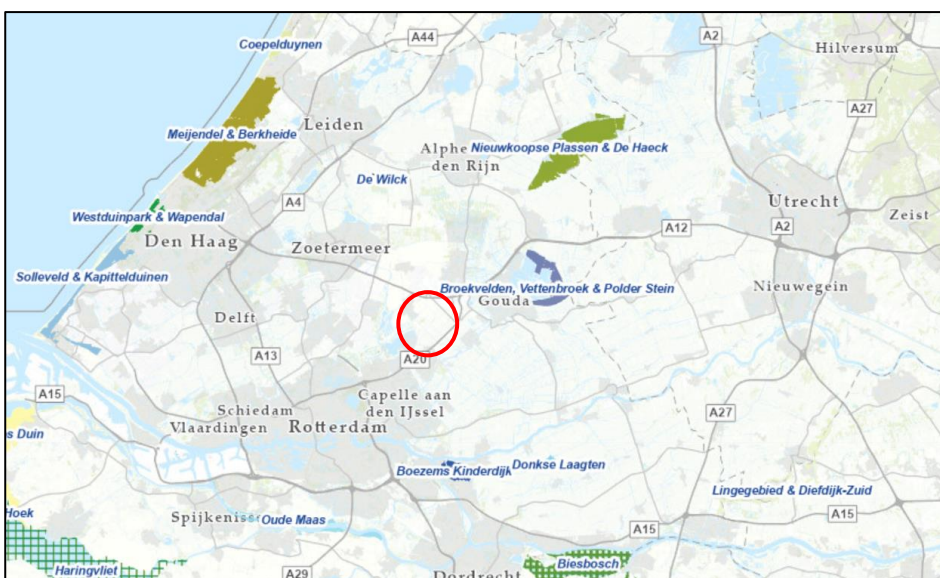 Coepelduynen
A44
A2
Hilversum
A27
Meijendel & Berkheide
Leiden
Alphe
den Rijn
Nieuwkoopse Plassen & De Haeck
De Wilck
A4
Utrecht
Westduinpark & Wapendal
Den Haag
Zoetermeer
A12
A2
Zeist
Solleveld & Kapittelduinen
Broekvelden, Vettenbroek & Polder Stein
Gouda
Nieuwegein
Delft
A13
A20
A15
Capelle aan
den IJssel
Schiedam
Vlaardingen
Rotterdam
A27
s Duin
Boezems Kinderdijk
Donkse Laagten
Lingegebied & Diefdijk-Zuid
Hoek
Spijkenisse
Oude Maas
A15
A15
Haringvliet
A29
Dordrecht
Biesbosch